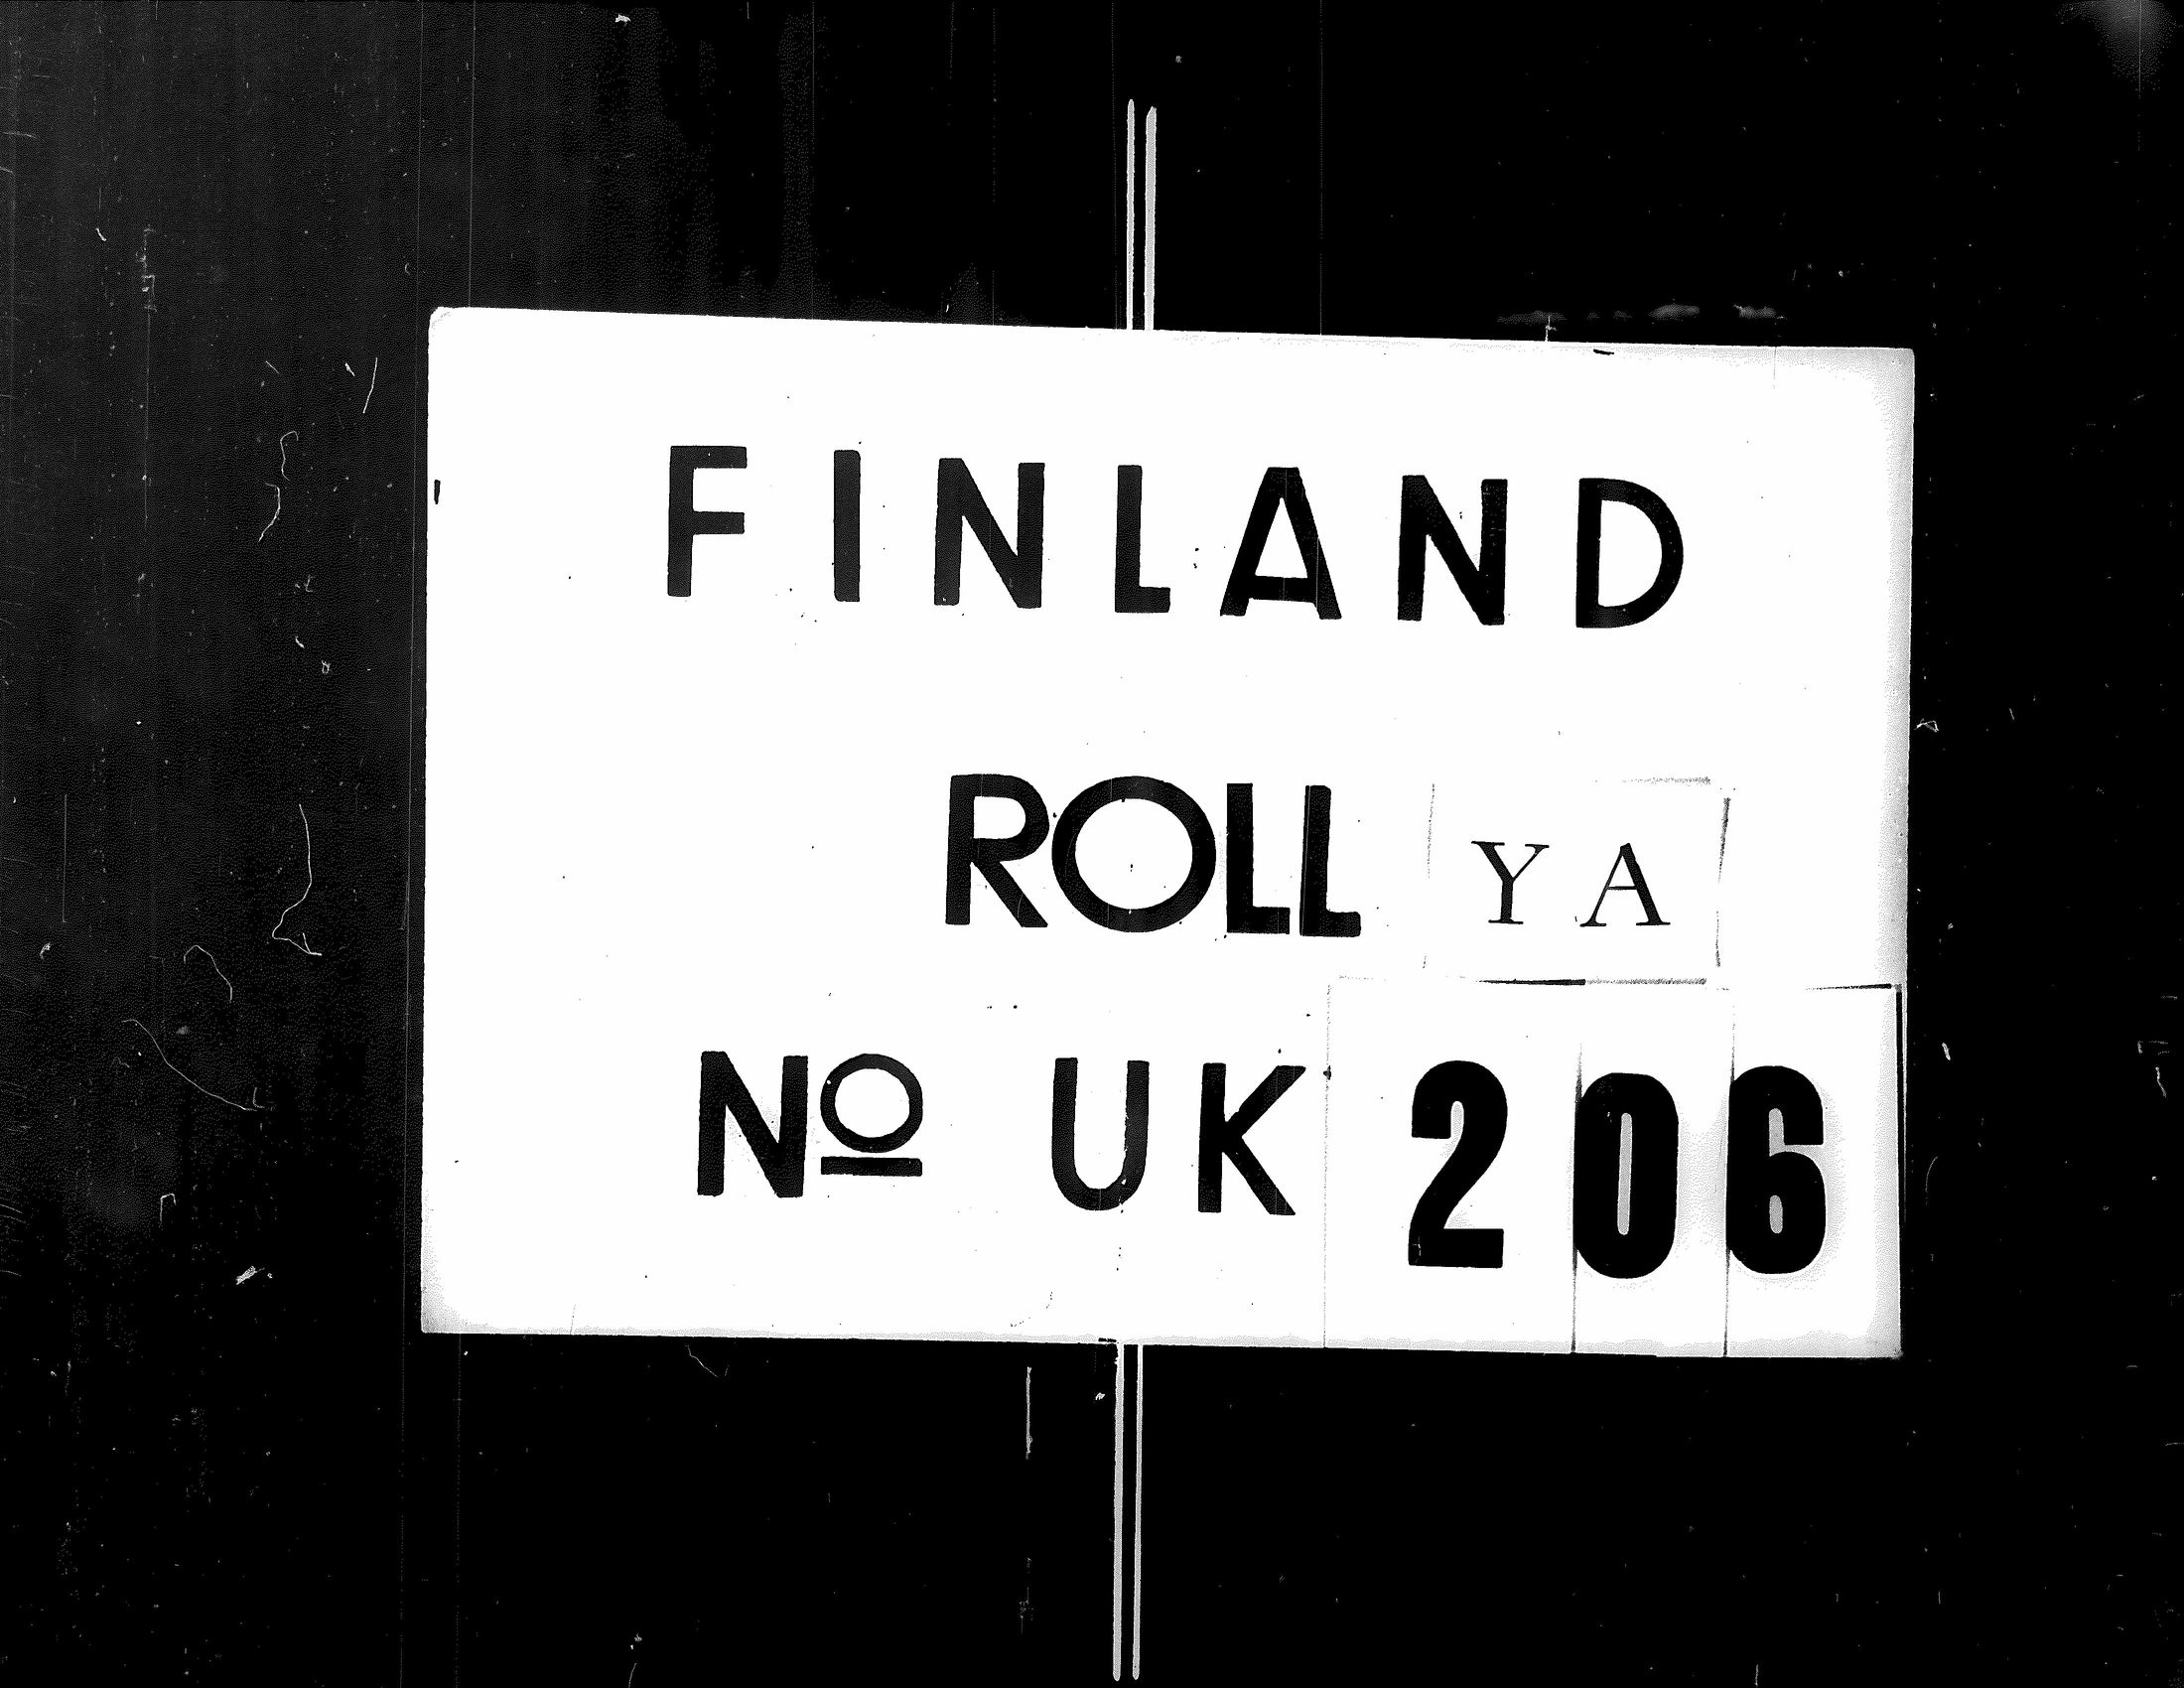 FINLAND
ROLL YA
Nº UK 206